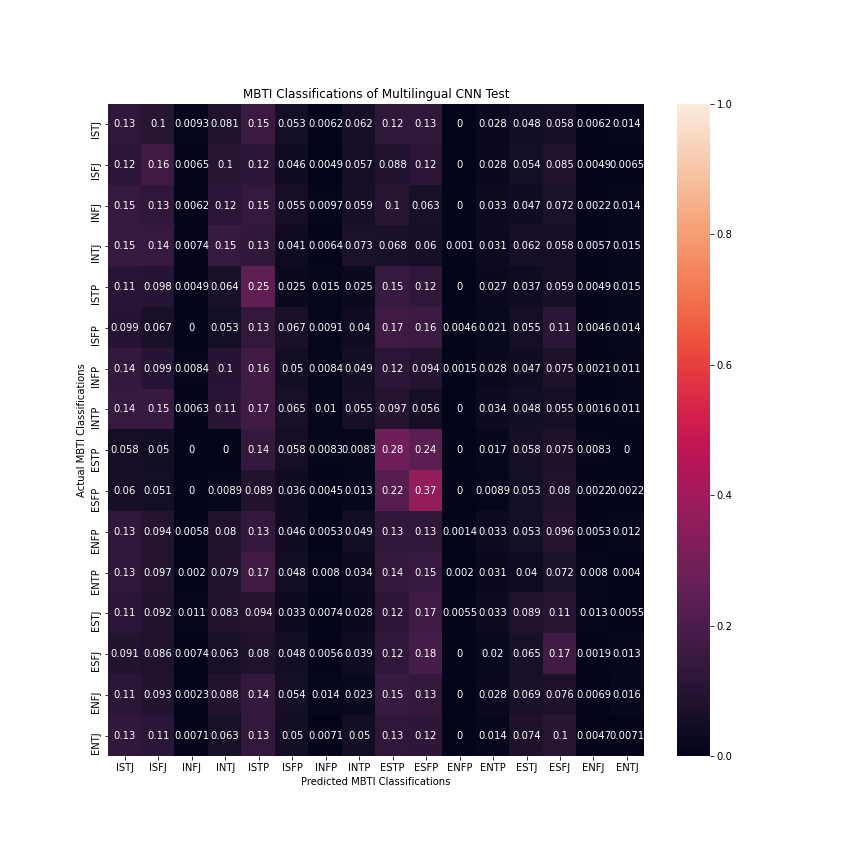 MBTI Classifications of Multilingual CNN Test
Actual MBTI Classifications
ISTJ 0.13 0.1 0.0093 0.081 0.15 0.053 0.0062 0.062 0.12 0.13 0 0.028 0.048 0.058 0.0062 0.014
ISFJ 0.12 0.16 0.0065 0.1 0.12 0.046 0.0049 0.057 0.088 0.12 0 0.028 0.054 0.085 0.0049 0.0065
INFJ 0.15 0.13 0.0062 0.12 0.15 0.055 0.0097 0.059 0.1 0.063 0 0.033 0.047 0.072 0.0022 0.014
INTJ 0.15 0.14 0.0074 0.15 0.13 0.041 0.0064 0.073 0.068 0.06 0.001 0.031 0.062 0.058 0.0057 0.015
ISTP 0.11 0.098 0.0049 0.064 0.25 0.025 0.015 0.025 0.15 0.12 0 0.027 0.037 0.059 0.0049 0.015
ISFP 0.099 0.067 0 0.053 0.13 0.067 0.0091 0.04 0.17 0.16 0.0046 0.021 0.055 0.11 0.0046 0.014
INFP 0.14 0.099 0.0084 0.1 0.16 0.05 0.0084 0.049 0.12 0.094 0.0015 0.028 0.047 0.075 0.0021 0.011
INTP 0.14 0.15 0.0063 0.11 0.17 0.065 0.01 0.055 0.097 0.056 0 0.034 0.048 0.055 0.0016 0.011
ESTP 0.058 0.05 0 0 0.14 0.058 0.0083 0.0083 0.28 0.24 0 0.017 0.058 0.075 0.0083 0
ESFP 0.06 0.051 0 0.0089 0.089 0.036 0.0045 0.013 0.22 0.37 0 0.0089 0.053 0.08 0.0022 0.0022
ENFP 0.13 0.094 0.0058 0.08 0.13 0.046 0.0053 0.049 0.13 0.13 0.0014 0.033 0.053 0.096 0.0053 0.012
ENTP 0.13 0.097 0.002 0.079 0.17 0.048 0.008 0.034 0.14 0.15 0.002 0.031 0.04 0.072 0.008 0.004
ESTJ 0.11 0.092 0.011 0.083 0.094 0.033 0.0074 0.028 0.12 0.17 0.0055 0.033 0.089 0.11 0.013 0.0055
ESFJ 0.091 0.086 0.0074 0.063 0.08 0.048 0.0056 0.039 0.12 0.18 0 0.02 0.065 0.17 0.0019 0.013
ENFJ 0.11 0.093 0.0023 0.088 0.14 0.054 0.014 0.023 0.15 0.13 0 0.028 0.069 0.076 0.0069 0.016
ENTJ 0.13 0.11 0.0071 0.063 0.13 0.05 0.0071 0.05 0.13 0.12 0 0.014 0.074 0.1 0.0047 0.0071
ISTJ ISFJ INFJ INTJ ISTP ISFP INFP INTP ESTP ESFP ENFP ENTP ESTJ ESFJ ENFJ ENTJ
Predicted MBTI Classifications
1.0
0.8
0.6
0.4
0.2
0.0